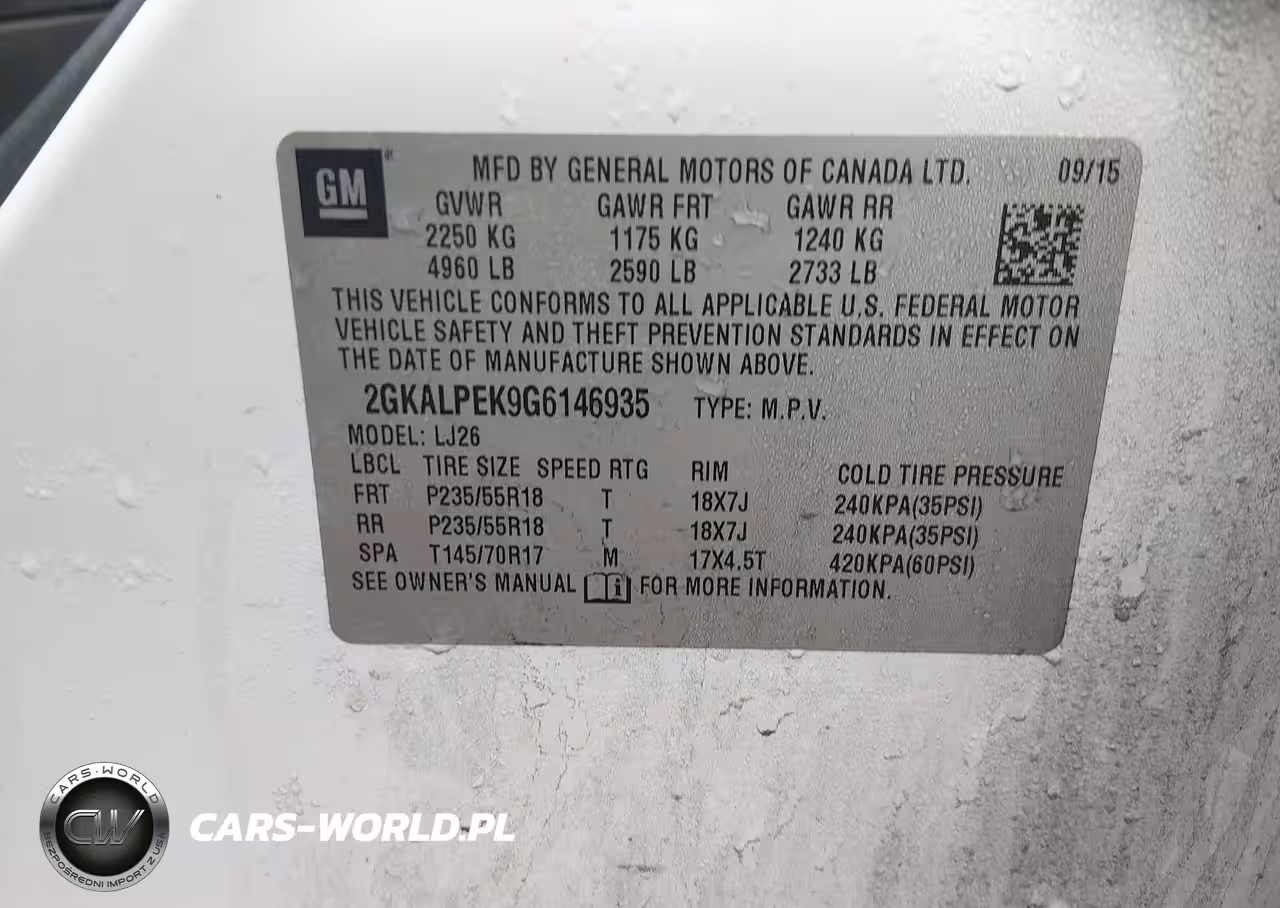 GM
MFD BY GENERAL MOTORS OF CANADA LTD. 09/15
GVWR GAWR FRT GAWR RR
2250 KG 1175 KG 1240 KG
4960 LB 2590 LB 2733 LB
THIS VEHICLE CONFORMS TO ALL APPLICABLE U.S. FEDERAL MOTOR
VEHICLE SAFETY AND THEFT PREVENTION STANDARDS IN EFFECT ON
THE DATE OF MANUFACTURE SHOWN ABOVE.
2GKALPEK9G6146935 TYPE: M.P.V.
MODEL: LJ26
LBCL TIRE SIZE SPEED RTG RIM COLD TIRE PRESSURE
FRT P235/55R18 T 18X7J 240KPA(35PSI)
RR P235/55R18 T 18X7J 240KPA(35PSI)
SPA T145/70R17 M 17X4.5T 420KPA(60PSI)
SEE OWNER'S MANUAL i FOR MORE INFORMATION.
CARS-WORLD
CW
BEZPOŚREDNI IMPORT Z USA
CARS-WORLD.PL